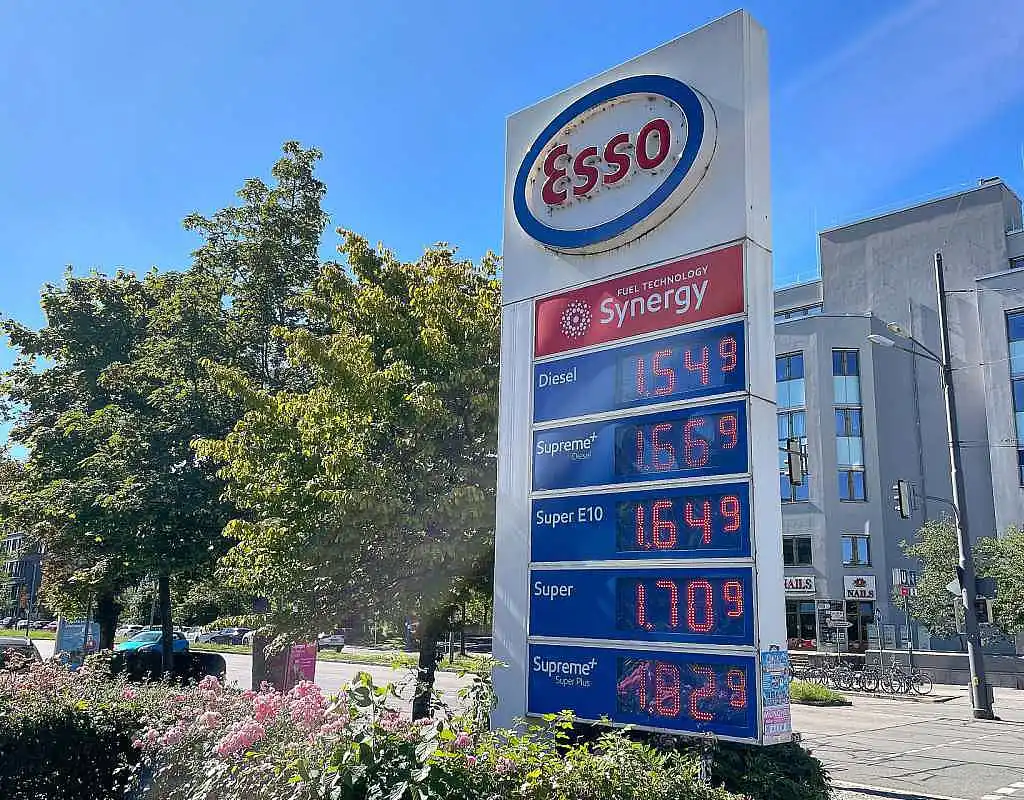 Esso
FUEL TECHNOLOGY
Synergy
Diesel 1.549
Supreme+ 1.669
Diesel
Super E10 1.649
Super 1.709
Supreme+ 1.829
Super Plus
NAILS
NAILS